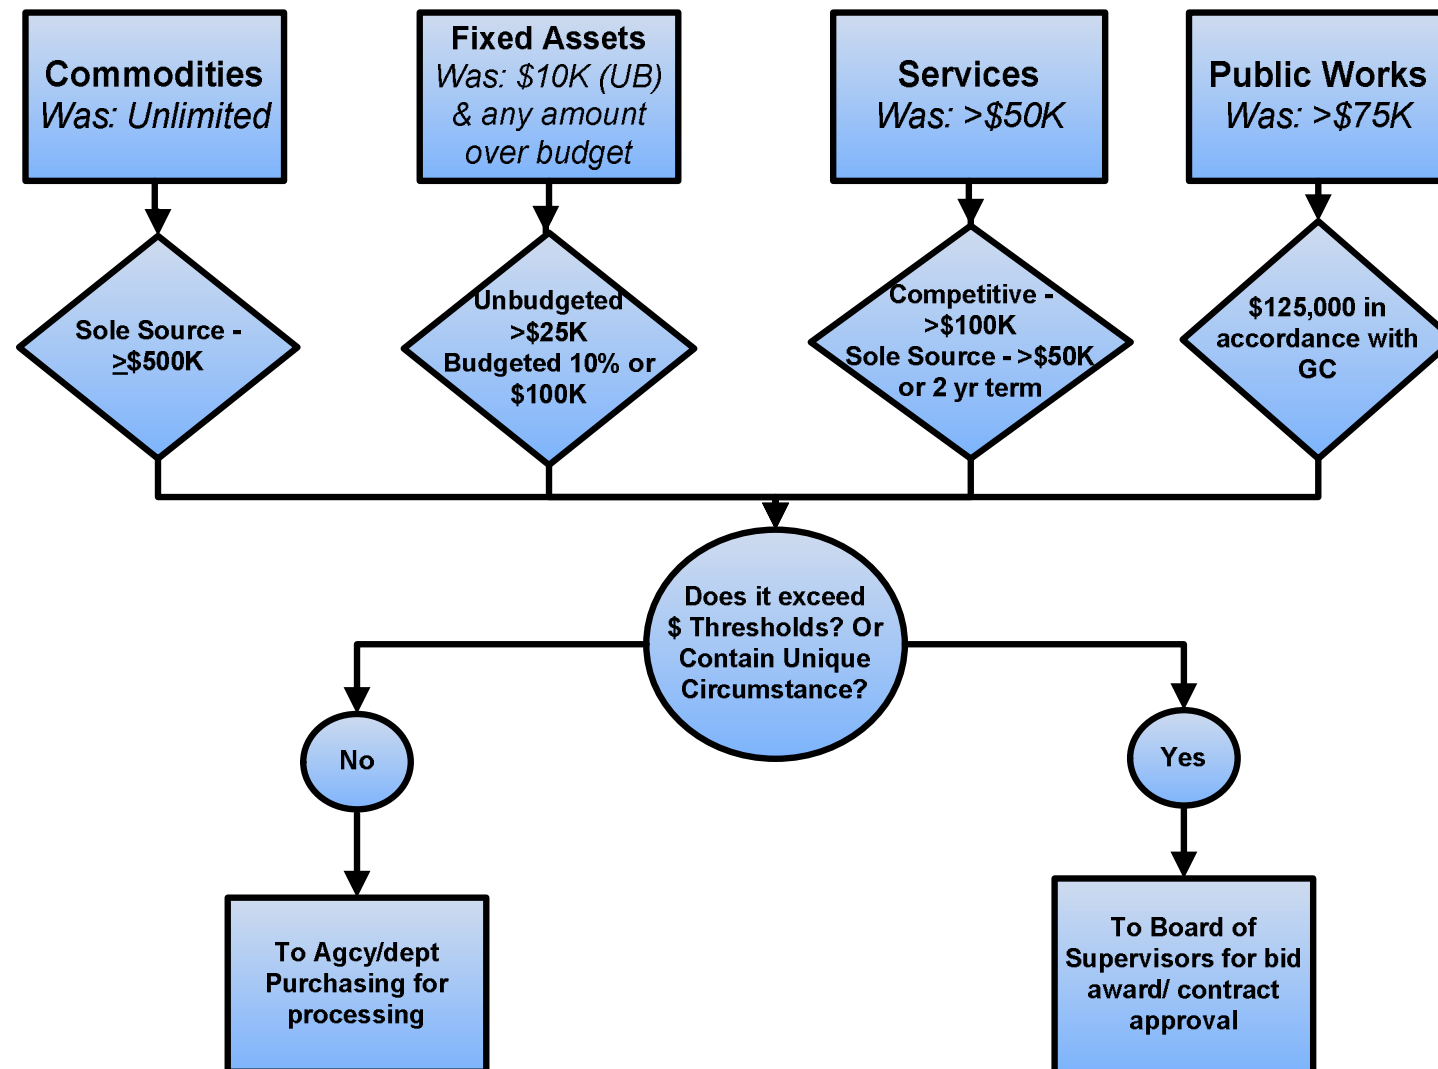 Commodities
Was: Unlimited
Fixed Assets
Was: $10K (UB)
& any amount
over budget
Services
Was: >$50K
Public Works
Was: >$75K
Sole Source -
≥$500K
Unbudgeted
>$25K
Budgeted 10% or
$100K
Competitive -
>$100K
Sole Source - >$50K
or 2 yr term
$125,000 in
accordance with
GC
Does it exceed
$ Thresholds? Or
Contain Unique
Circumstance?
No
Yes
To Agcy/dept
Purchasing for
processing
To Board of
Supervisors for bid
award/ contract
approval